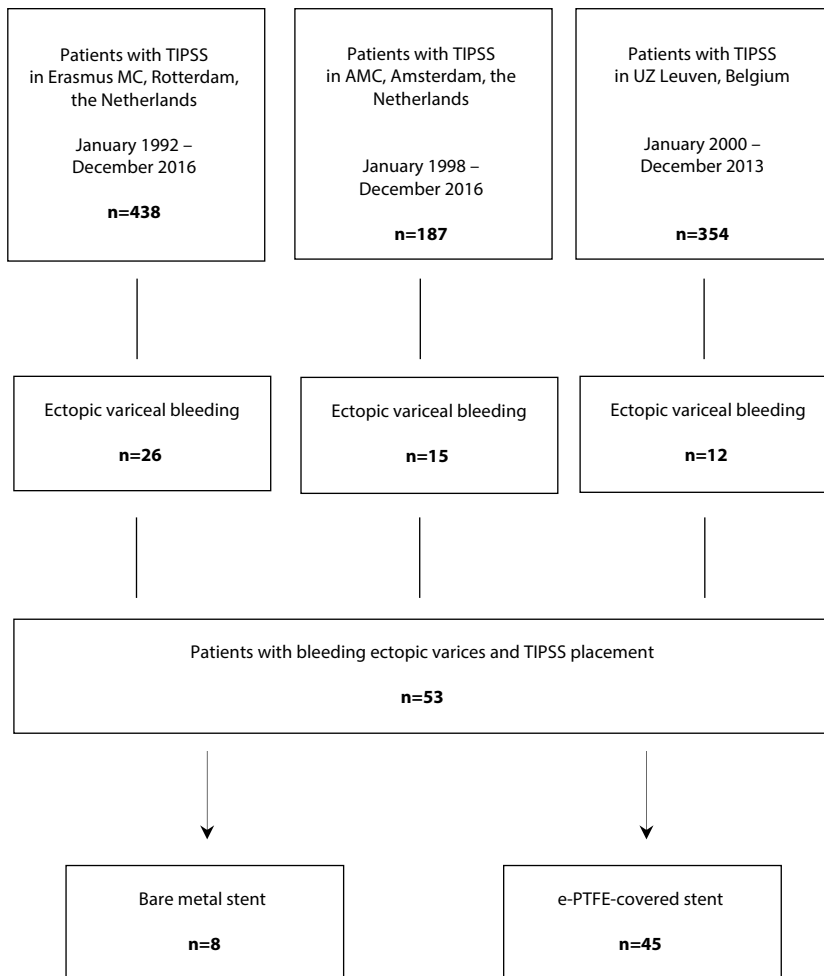 Patients with TIPSS
in Erasmus MC, Rotterdam,
the Netherlands
January 1992 –
December 2016
n=438
Patients with TIPSS
in AMC, Amsterdam, the
Netherlands
January 1998 –
December 2016
n=187
Patients with TIPSS
in UZ Leuven, Belgium
January 2000 –
December 2013
n=354
Ectopic variceal bleeding
n=26
Ectopic variceal bleeding
n=15
Ectopic variceal bleeding
n=12
Patients with bleeding ectopic varices and TIPSS placement
n=53
Bare metal stent
n=8
e-PTFE-covered stent
n=45